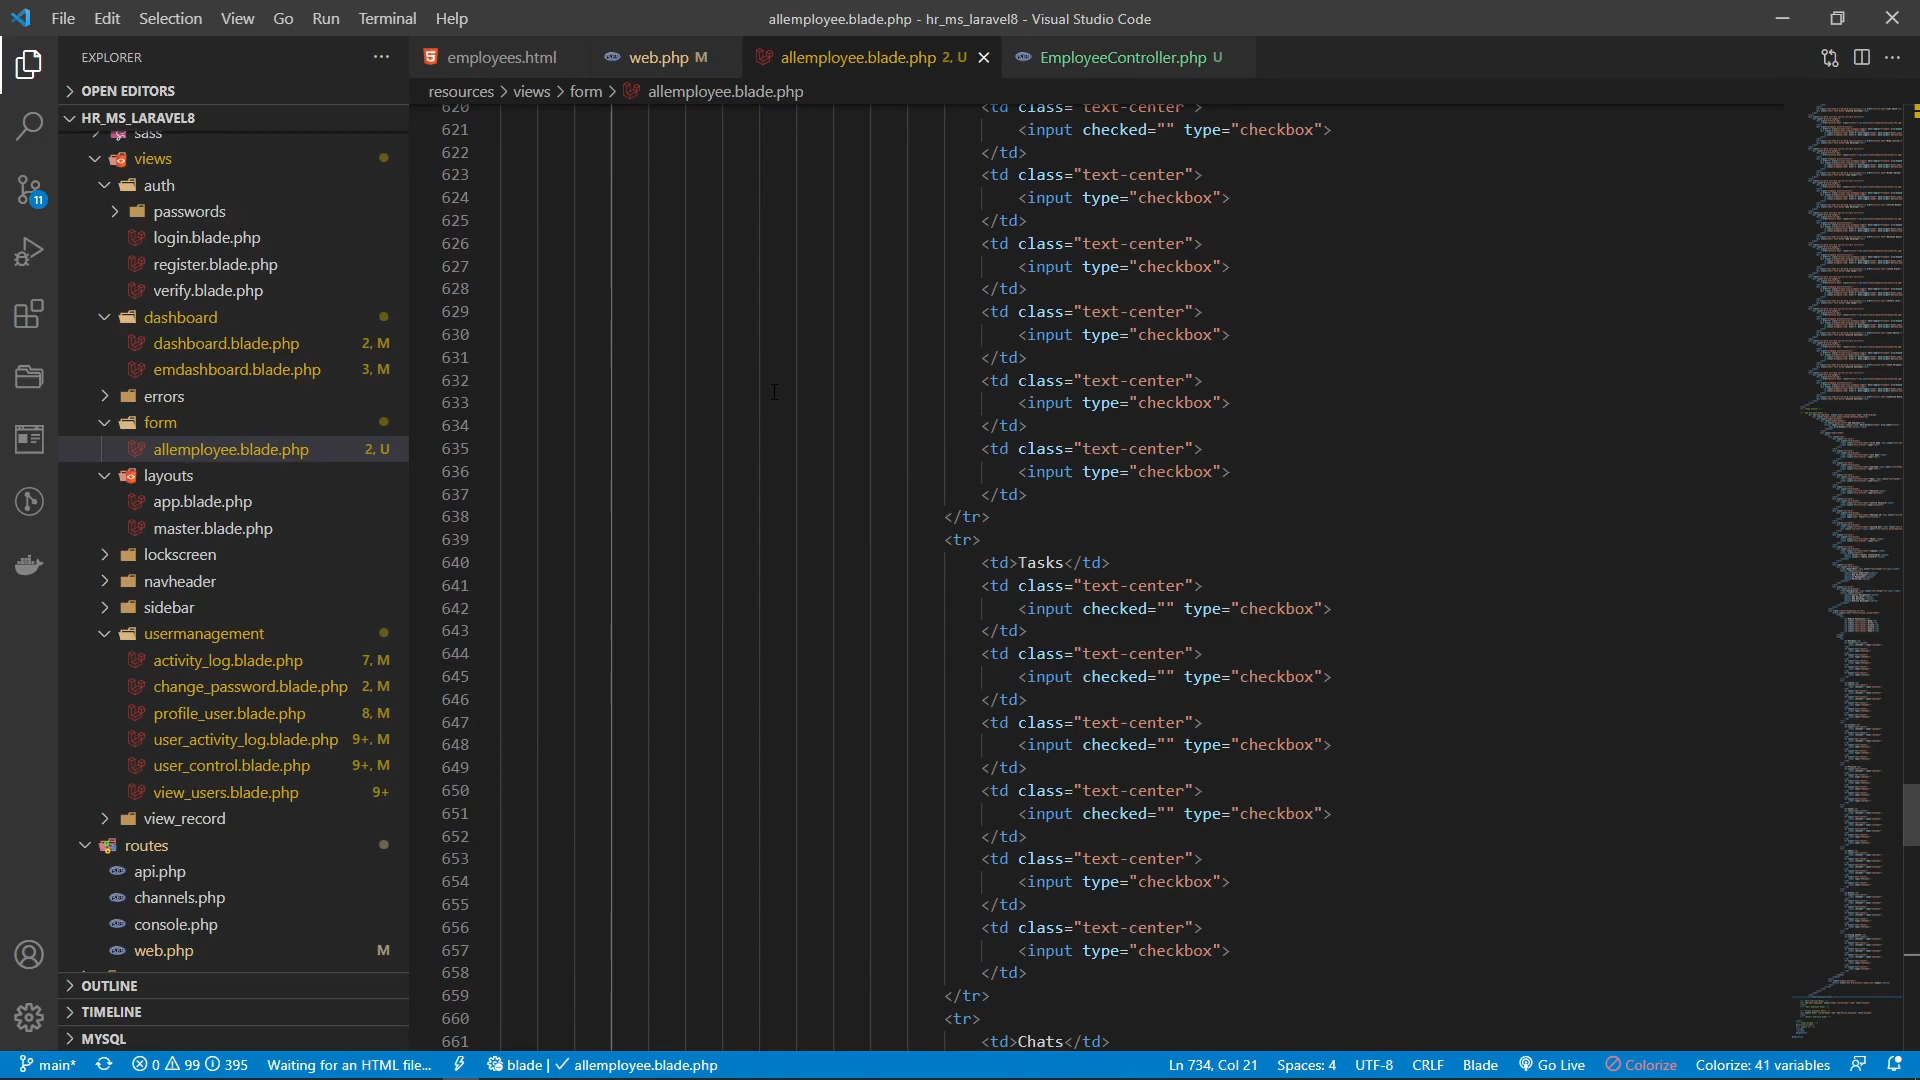 File Edit Selection View Go Run Terminal Help
allemployee.blade.php - hr_ms_laravel8 - Visual Studio Code
EXPLORER
employees.html
web.php M
allemployee.blade.php 2, U
EmployeeController.php U
OPEN EDITORS
HR_MS_LARAVEL8
sass
views
auth
passwords
login.blade.php
register.blade.php
verify.blade.php
dashboard
dashboard.blade.php 2, M
emdashboard.blade.php 3, M
errors
form
allemployee.blade.php 2, U
layouts
app.blade.php
master.blade.php
lockscreen
navheader
sidebar
usermanagement
activity_log.blade.php 7, M
change_password.blade.php 2, M
profile_user.blade.php 8, M
user_activity_log.blade.php 9+, M
user_control.blade.php 9+, M
view_users.blade.php 9+
view_record
routes
api.php
channels.php
console.php
web.php M
OUTLINE
TIMELINE
MYSQL
11
resources > views > form > allemployee.blade.php
620 <td class="text-center">
621 <input checked="" type="checkbox">
622 </td>
623 <td class="text-center">
624 <input type="checkbox">
625 </td>
626 <td class="text-center">
627 <input type="checkbox">
628 </td>
629 <td class="text-center">
630 <input type="checkbox">
631 </td>
632 <td class="text-center">
633 <input type="checkbox">
634 </td>
635 <td class="text-center">
636 <input type="checkbox">
637 </td>
638 </tr>
639 <tr>
640 <td>Tasks</td>
641 <td class="text-center">
642 <input checked="" type="checkbox">
643 </td>
644 <td class="text-center">
645 <input checked="" type="checkbox">
646 </td>
647 <td class="text-center">
648 <input checked="" type="checkbox">
649 </td>
650 <td class="text-center">
651 <input checked="" type="checkbox">
652 </td>
653 <td class="text-center">
654 <input type="checkbox">
655 </td>
656 <td class="text-center">
657 <input type="checkbox">
658 </td>
659 </tr>
660 <tr>
661 <td>Chats</td>
main* 0 99 395 Waiting for an HTML file... blade | ✓ allemployee.blade.php Ln 734, Col 21 Spaces: 4 UTF-8 CRLF Blade Go Live Colorize Colorize: 41 variables